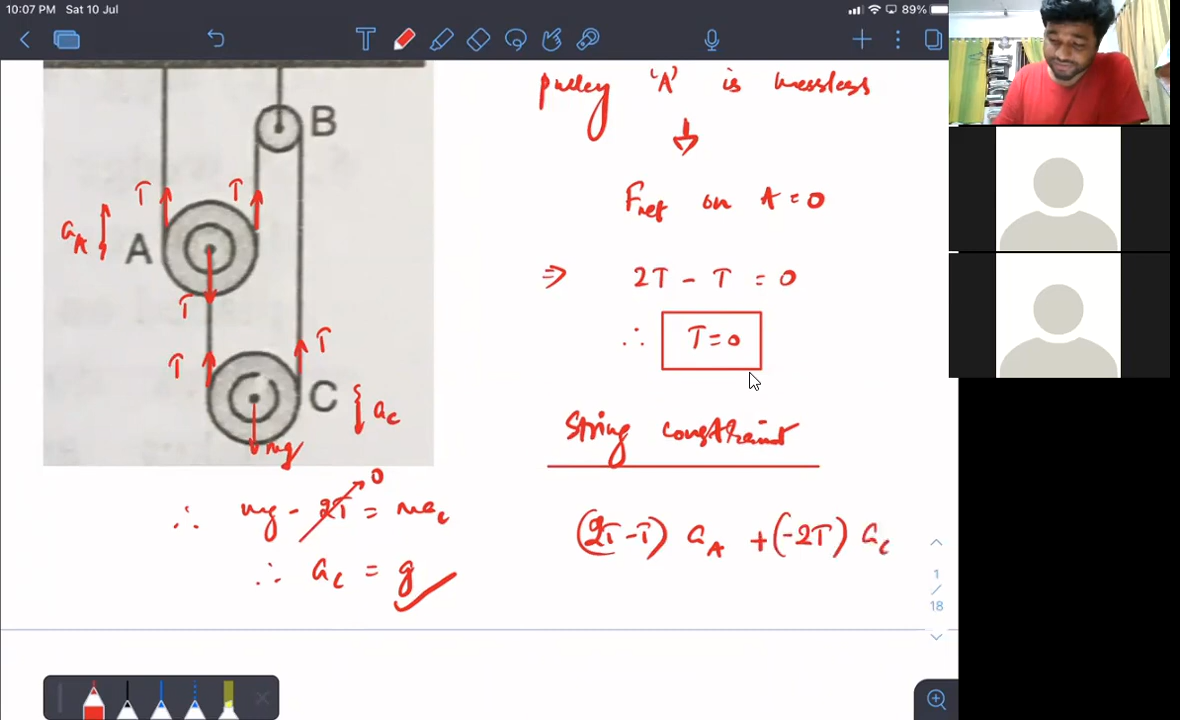 10:07 PM Sat 10 Jul
89%
T
pulley 'A' is massless
B
T T
a_A
A
T
F_net on A = 0
⇒ 2T - T = 0
∴ T = 0
T T
C
a_c
mg
String constraint
∴ mg - 2T = ma_c
0
∴ a_c = g
(2T-T) a_A + (-2T) a_c
1
/
18